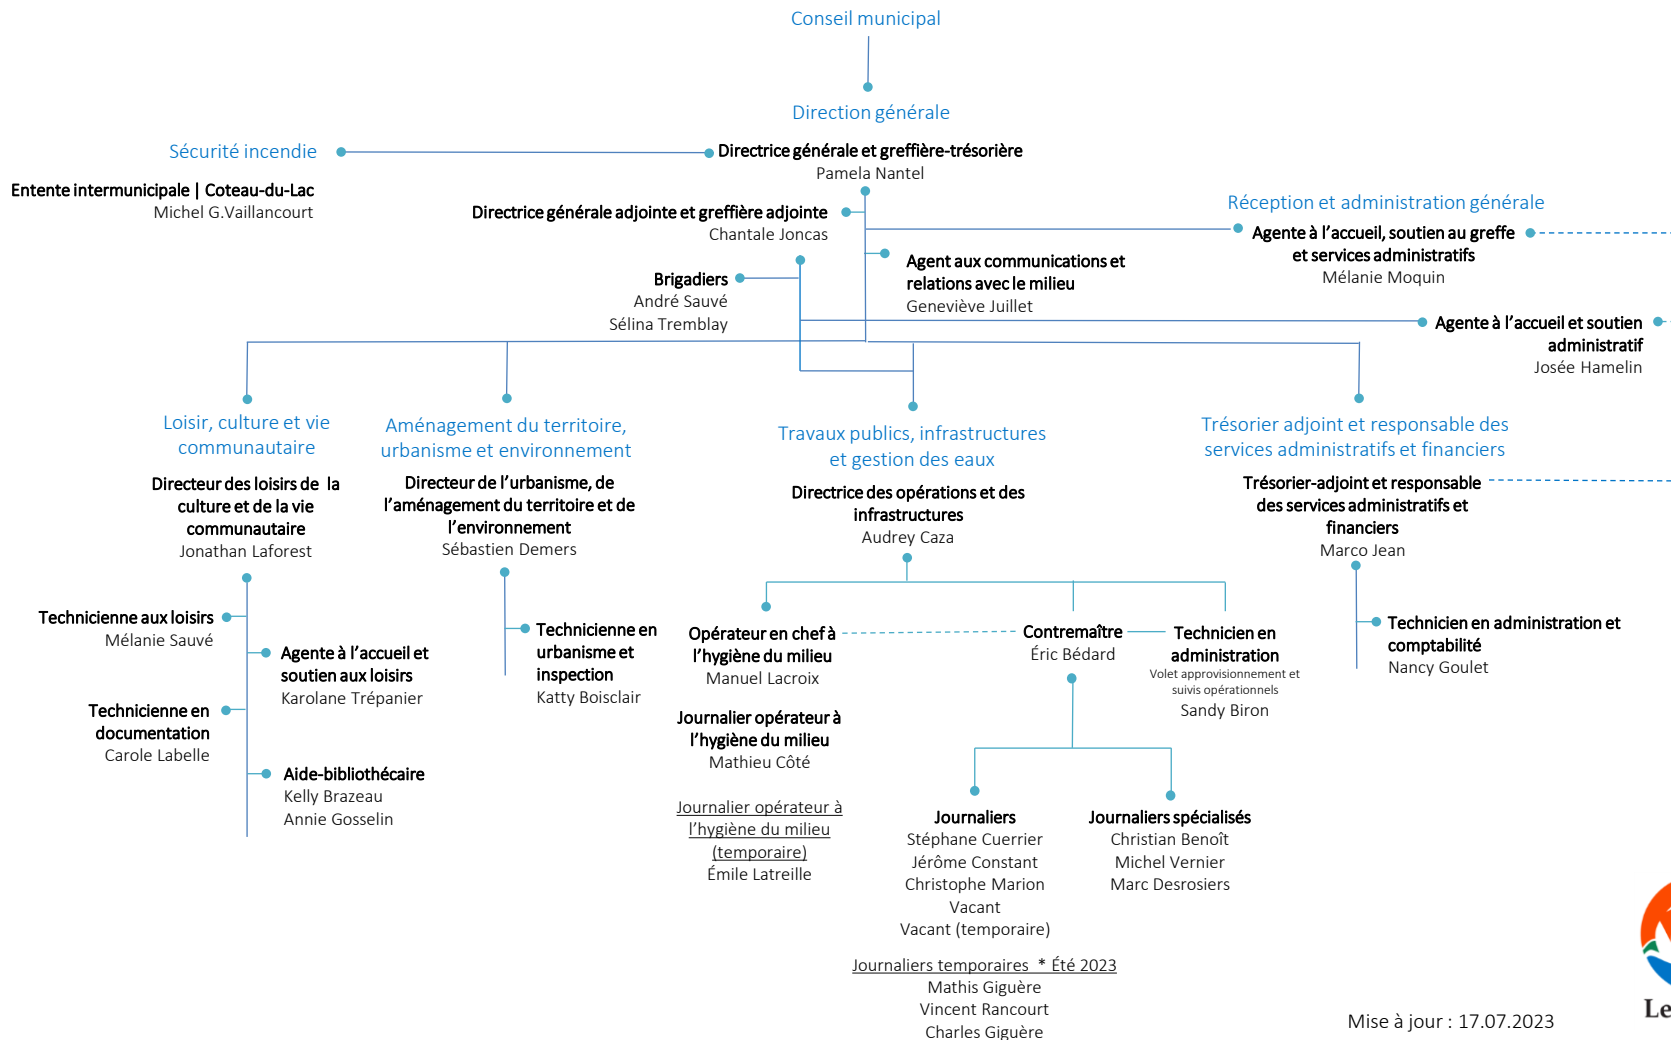 Conseil municipal
Direction générale
Sécurité incendie
Directrice générale et greffière-trésorière
Pamela Nantel
Entente intermunicipale | Coteau-du-Lac
Michel G.Vaillancourt
Directrice générale adjointe et greffière adjointe
Chantale Joncas
Réception et administration générale
Agente à l’accueil, soutien au greffe
et services administratifs
Mélanie Moquin
Brigadiers
André Sauvé
Sélina Tremblay
Agent aux communications et
relations avec le milieu
Geneviève Juillet
Agente à l’accueil et soutien
administratif
Josée Hamelin
Loisir, culture et vie
communautaire
Directeur des loisirs de  la
culture et de la vie
communautaire
Jonathan Laforest
Technicienne aux loisirs
Mélanie Sauvé
Agente à l’accueil et
soutien aux loisirs
Karolane Trépanier
Technicienne en
documentation
Carole Labelle
Aide-bibliothécaire
Kelly Brazeau
Annie Gosselin
Aménagement du territoire,
urbanisme et environnement
Directeur de l’urbanisme, de
l’aménagement du territoire et de
l’environnement
Sébastien Demers
Technicienne en
urbanisme et
inspection
Katty Boisclair
Travaux publics, infrastructures
et gestion des eaux
Directrice des opérations et des
infrastructures
Audrey Caza
Opérateur en chef à
l’hygiène du milieu
Manuel Lacroix
Journalier opérateur à
l’hygiène du milieu
Mathieu Côté
Journalier opérateur à
l’hygiène du milieu
(temporaire)
Émile Latreille
Contremaître
Éric Bédard
Technicien en
administration
Volet approvisionnement et
suivis opérationnels
Sandy Biron
Journaliers
Stéphane Cuerrier
Jérôme Constant
Christophe Marion
Vacant
Vacant (temporaire)
Journaliers spécialisés
Christian Benoît
Michel Vernier
Marc Desrosiers
Journaliers temporaires  * Été 2023
Mathis Giguère
Vincent Rancourt
Charles Giguère
Trésorier adjoint et responsable des
services administratifs et financiers
Trésorier-adjoint et responsable
des services administratifs et
financiers
Marco Jean
Technicien en administration et
comptabilité
Nancy Goulet
Mise à jour : 17.07.2023
Le